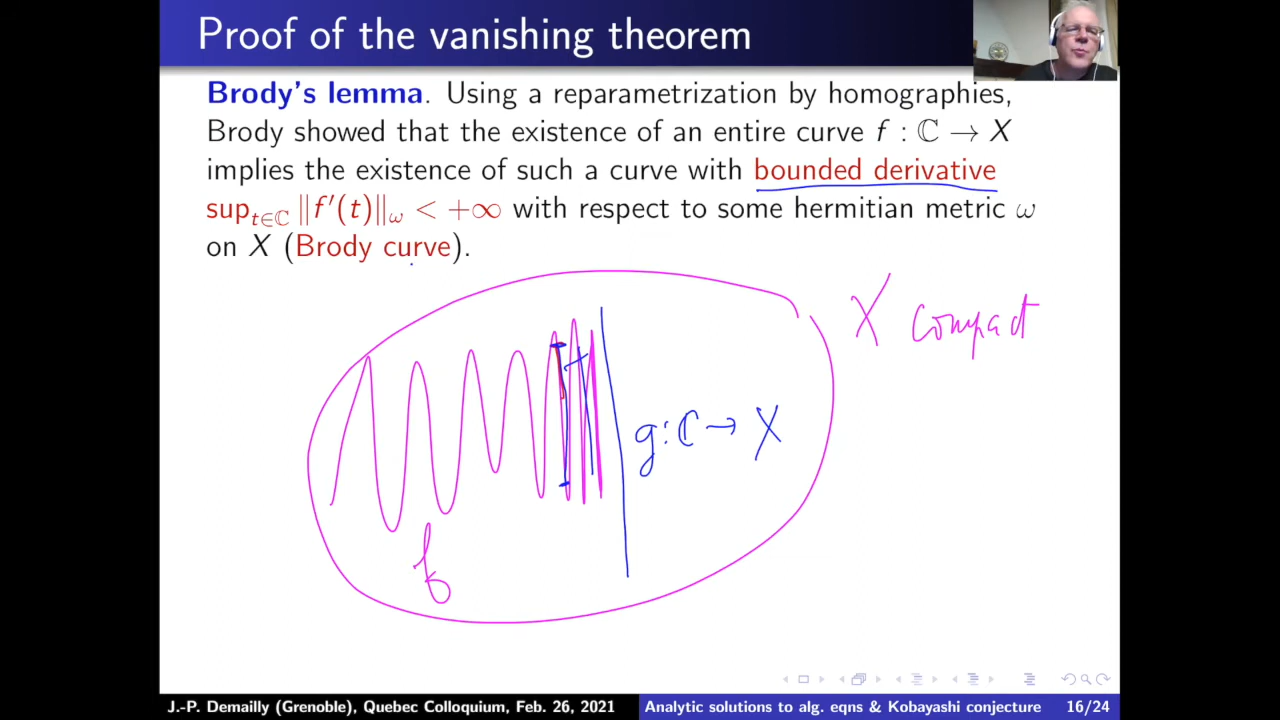 Proof of the vanishing theorem
Brody's lemma. Using a reparametrization by homographies,
Brody showed that the existence of an entire curve f : ℂ → X
implies the existence of such a curve with bounded derivative
sup_{t∈ℂ} ‖f′(t)‖_ω < +∞ with respect to some hermitian metric ω
on X (Brody curve).
X compact
g : ℂ → X
f
J.-P. Demailly (Grenoble), Quebec Colloquium, Feb. 26, 2021 Analytic solutions to alg. eqns & Kobayashi conjecture 16/24